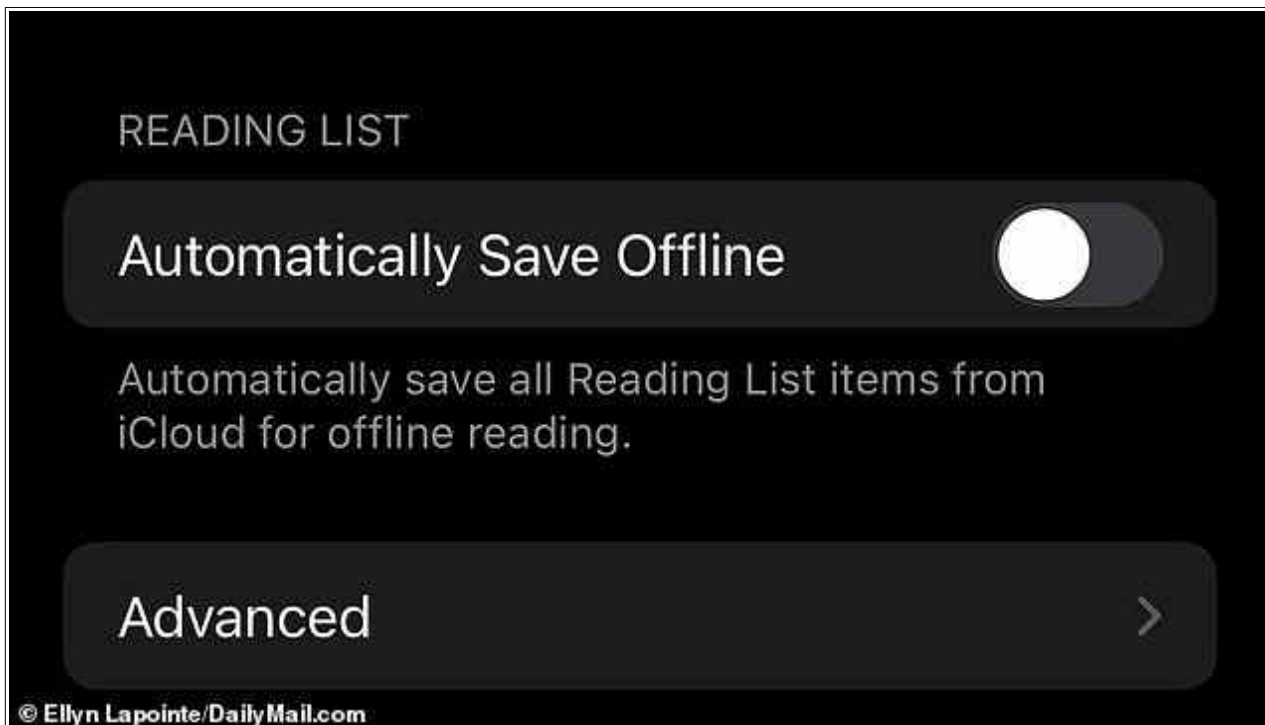 READING LIST
Automatically Save Offline
Automatically save all Reading List items from
iCloud for offline reading.
Advanced
© Ellyn Lapointe/DailyMail.com